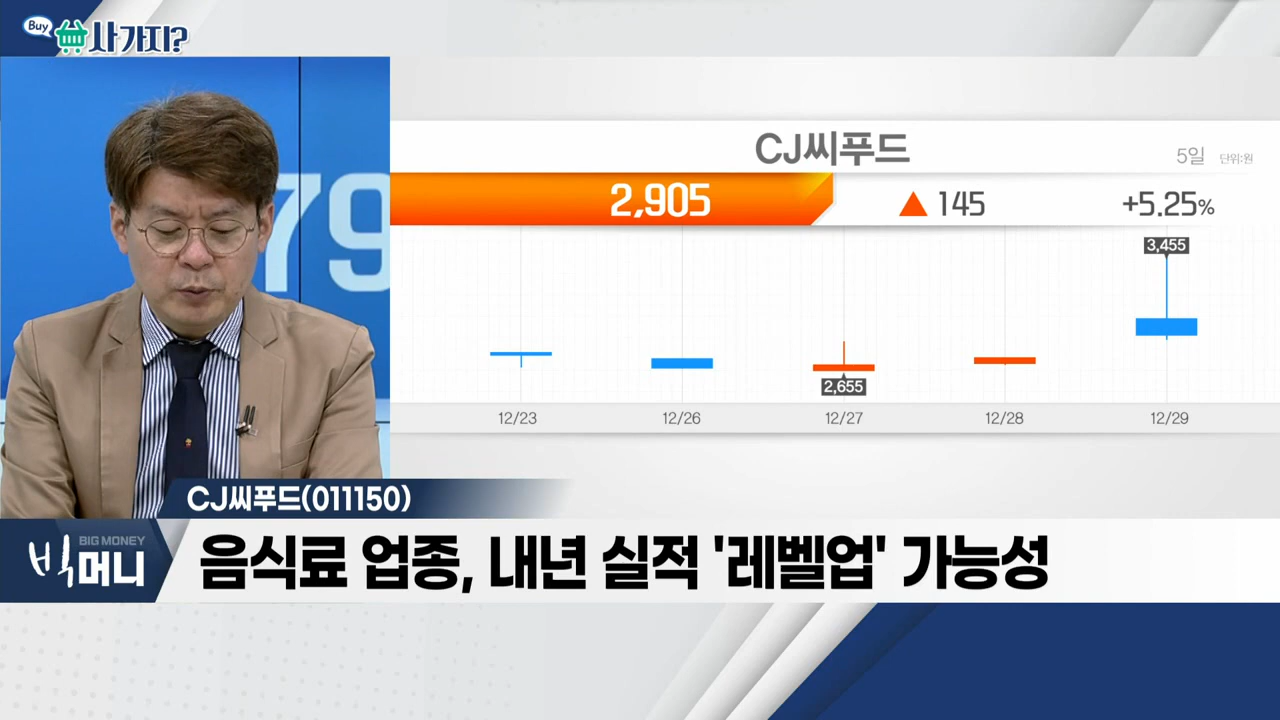 Buy
사가지?
79
CJ씨푸드
5일 단위:원
2,905 ▲ 145 +5.25%
3,455
2,655
12/23 12/26 12/27 12/28 12/29
CJ씨푸드(011150)
BIG MONEY
빅머니
음식료 업종, 내년 실적 '레벨업' 가능성